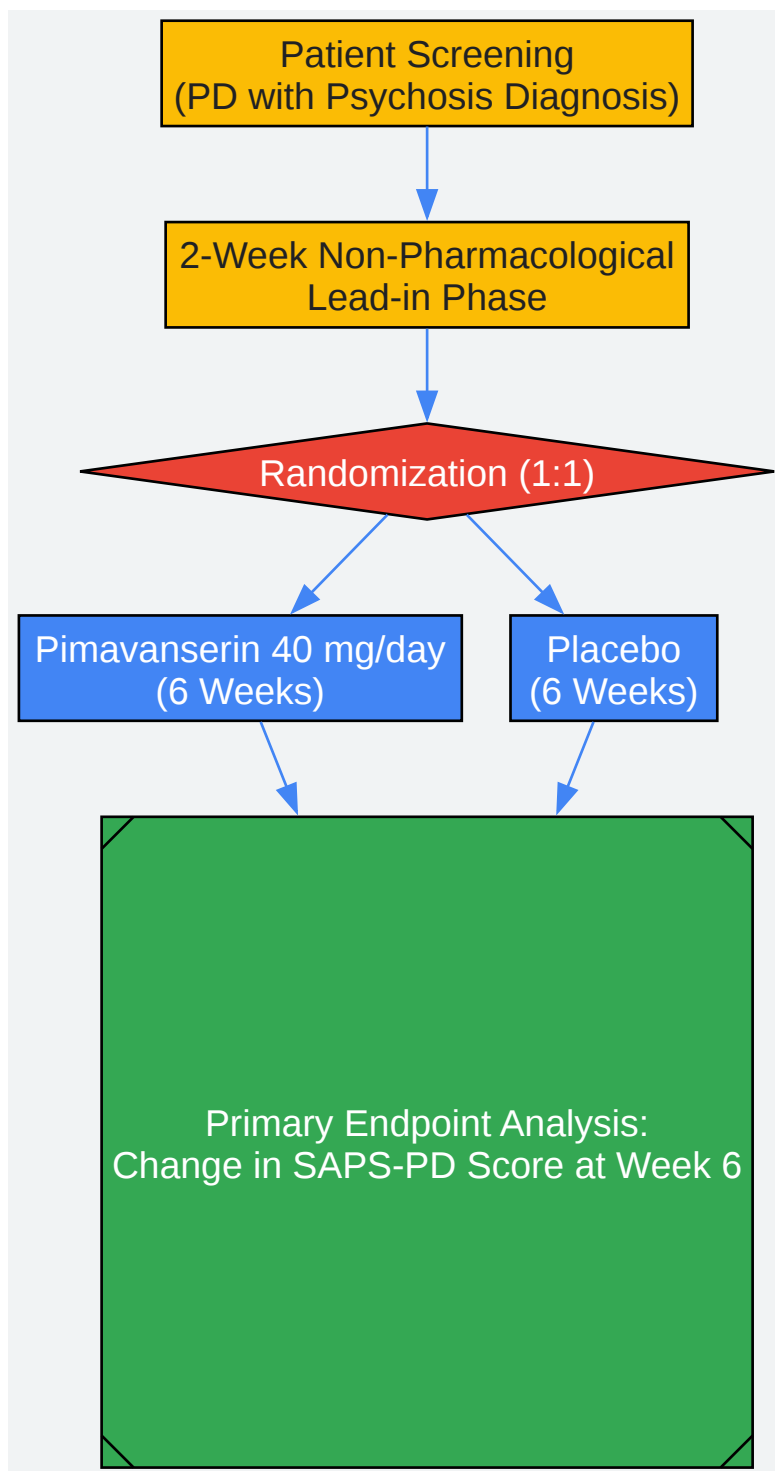 Patient Screening
(PD with Psychosis Diagnosis)
2-Week Non-Pharmacological
Lead-in Phase
Randomization (1:1)
Pimavanserin 40 mg/day
(6 Weeks)
Placebo
(6 Weeks)
Primary Endpoint Analysis:
Change in SAPS-PD Score at Week 6